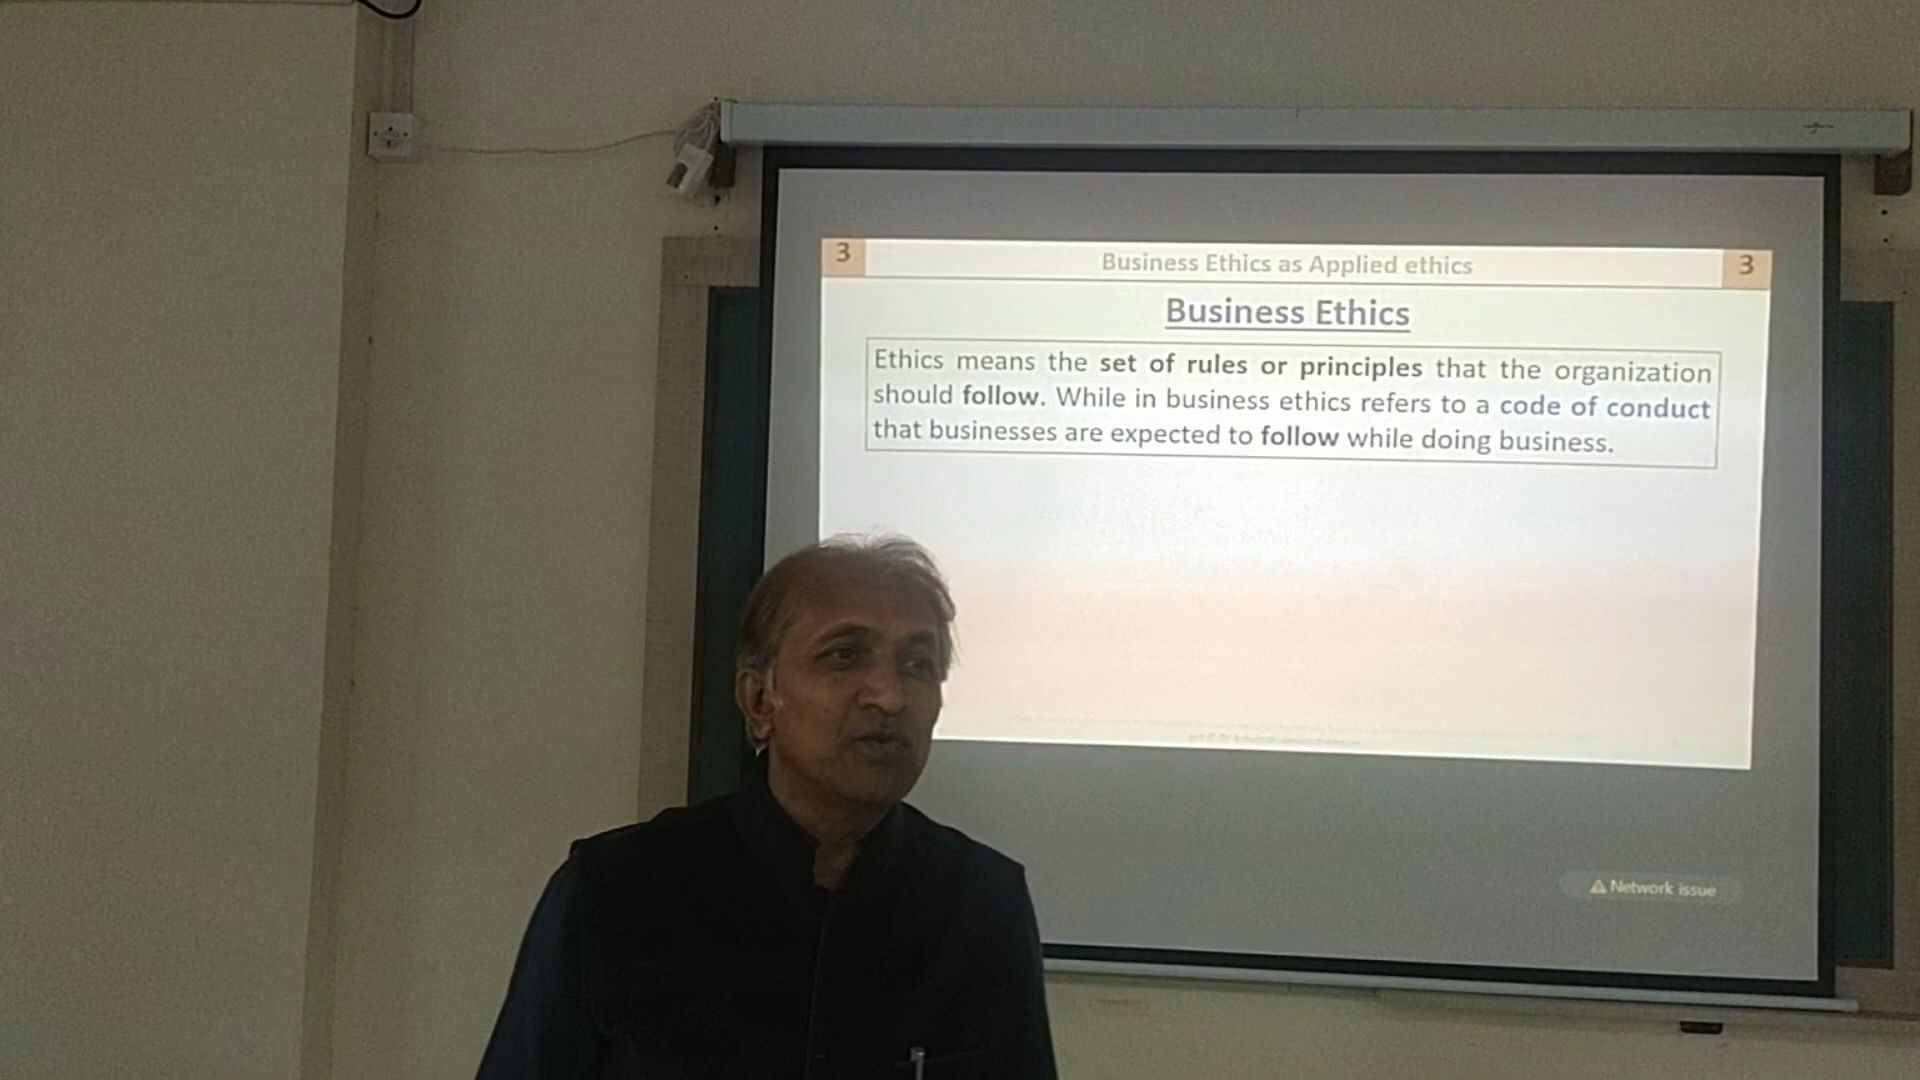 3 Business Ethics as Applied ethics 3
Business Ethics
Ethics means the set of rules or principles that the organization
should follow. While in business ethics refers to a code of conduct
that businesses are expected to follow while doing business.
Network issue